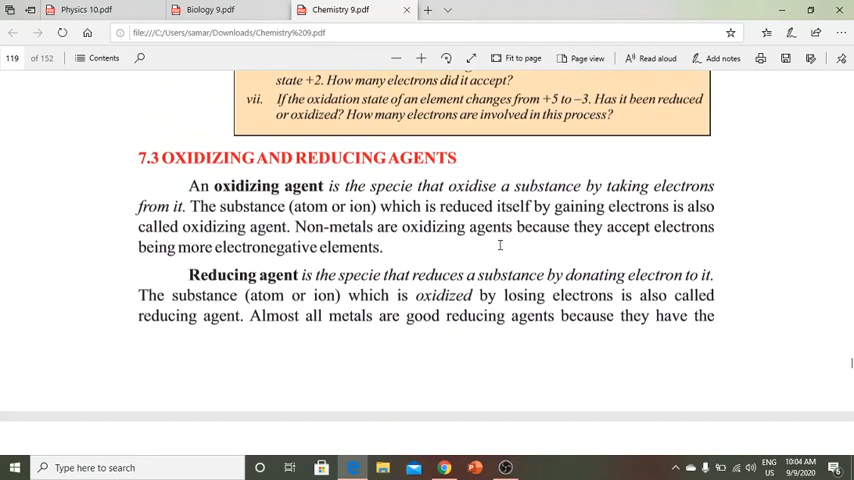 Physics 10.pdf
Biology 9.pdf
Chemistry 9.pdf
file:///C:/Users/samar/Downloads/Chemistry%209.pdf
119 of 152
Contents
Fit to page
Page view
Read aloud
Add notes
state +2. How many electrons did it accept?
vii. If the oxidation state of an element changes from +5 to −3. Has it been reduced
or oxidized? How many electrons are involved in this process?
7.3 OXIDIZING AND REDUCING AGENTS
An oxidizing agent is the specie that oxidise a substance by taking electrons
from it. The substance (atom or ion) which is reduced itself by gaining electrons is also
called oxidizing agent. Non-metals are oxidizing agents because they accept electrons
being more electronegative elements.
Reducing agent is the specie that reduces a substance by donating electron to it.
The substance (atom or ion) which is oxidized by losing electrons is also called
reducing agent. Almost all metals are good reducing agents because they have the
Type here to search
ENG
US
10:04 AM
9/9/2020